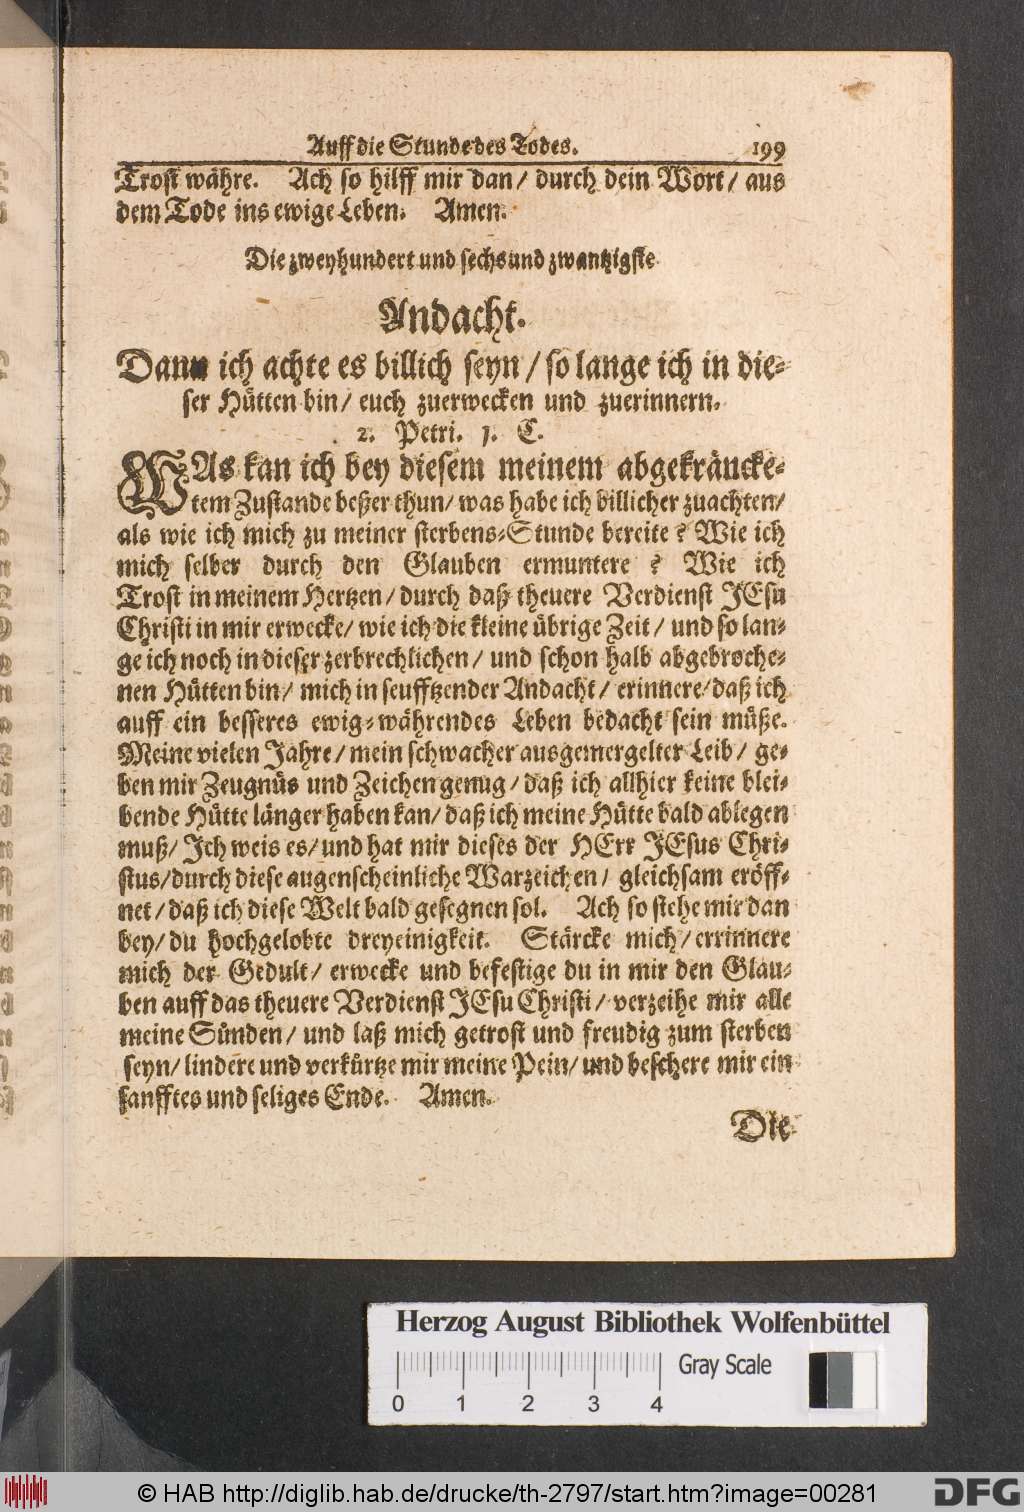 Auff die Stunde des Todes. 199
Trost währe. Ach so hilff mir dan/ durch dein Wort/ aus
dem Tode ins ewige Leben. Amen.
Die zweyhundert und sechs und zwantzigste
Andacht.
Dann ich achte es billich seyn/ so lange ich in die-
ser Hütten bin/ euch zuerwecken und zuerinnern.
2. Petri. 1. C.
WAs kan ich bey diesem meinem abgekräncke-
tem Zustande beßer thun/ was habe ich billicher zuachten/
als wie ich mich zu meiner sterbens-Stunde bereite? Wie ich
mich selber durch den Glauben ermuntere? Wie ich
Trost in meinem Hertzen/ durch daß theuere Verdienst JEsu
Christi in mir erwecke/ wie ich die kleine übrige Zeit/ und so lan-
ge ich noch in dieser zerbrechlichen/ und schon halb abgebroche-
nen Hütten bin/ mich in seufftzender Andacht/ erinnere/ daß ich
auff ein besseres ewig-währendes Leben bedacht sein müße.
Meine vielen Jahre/ mein schwacher ausgemergelter Leib/ ge-
ben mir Zeugnüs und Zeichen genug/ daß ich allhier keine blei-
bende Hütte länger haben kan/ daß ich meine Hütte bald ablegen
muß/ Ich weis es/ und hat mir dieses der HErr JEsus Chri-
stus/ durch diese augenscheinliche Warzeichen/ gleichsam eröff-
net/ daß ich diese Welt bald gesegnen sol. Ach so stehe mir dan
bey/ du hochgelobte dreyeinigkeit. Stärcke mich/ errinnere
mich der Gedult/ erwecke und befestige du in mir den Glau-
ben auff das theuere Verdienst JEsu Christi/ verzeihe mir alle
meine Sünden/ und laß mich getrost und freudig zum sterben
seyn/ lindere und verkürtze mir meine Pein/ und beschere mir ein
sanfftes und seliges Ende. Amen.
Die
Herzog August Bibliothek Wolfenbüttel
Gray Scale
0 1 2 3 4
© HAB http://diglib.hab.de/drucke/th-2797/start.htm?image=00281
DFG